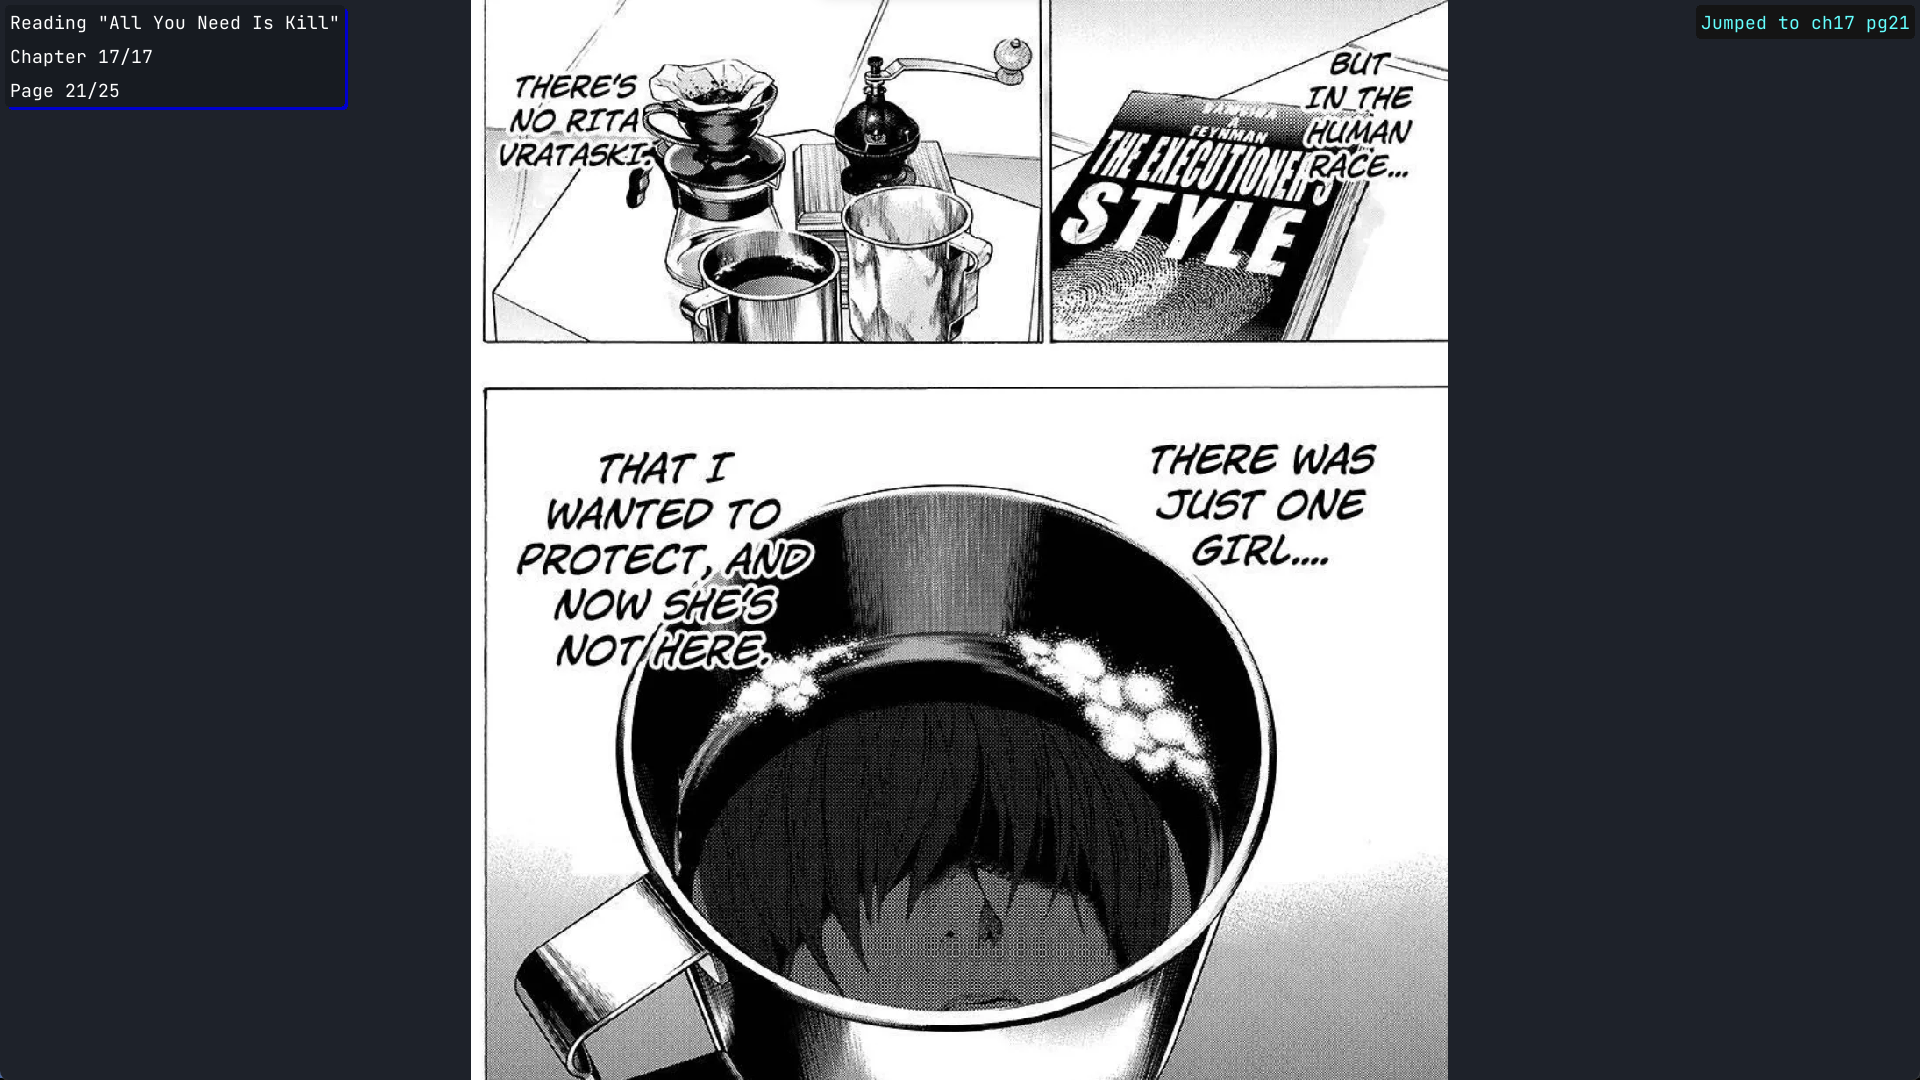 Reading "All You Need Is Kill"
Chapter 17/17
Page 21/25
Jumped to ch17 pg21
BUT
IN THE
HUMAN
RACE...
FEYNMAN
THE EXECUTIONER'S
STYLE
THERE'S
NO RITA
VRATASKI.
THERE WAS
JUST ONE
GIRL....
THAT I
WANTED TO
PROTECT, AND
NOW SHE'S
NOT HERE.